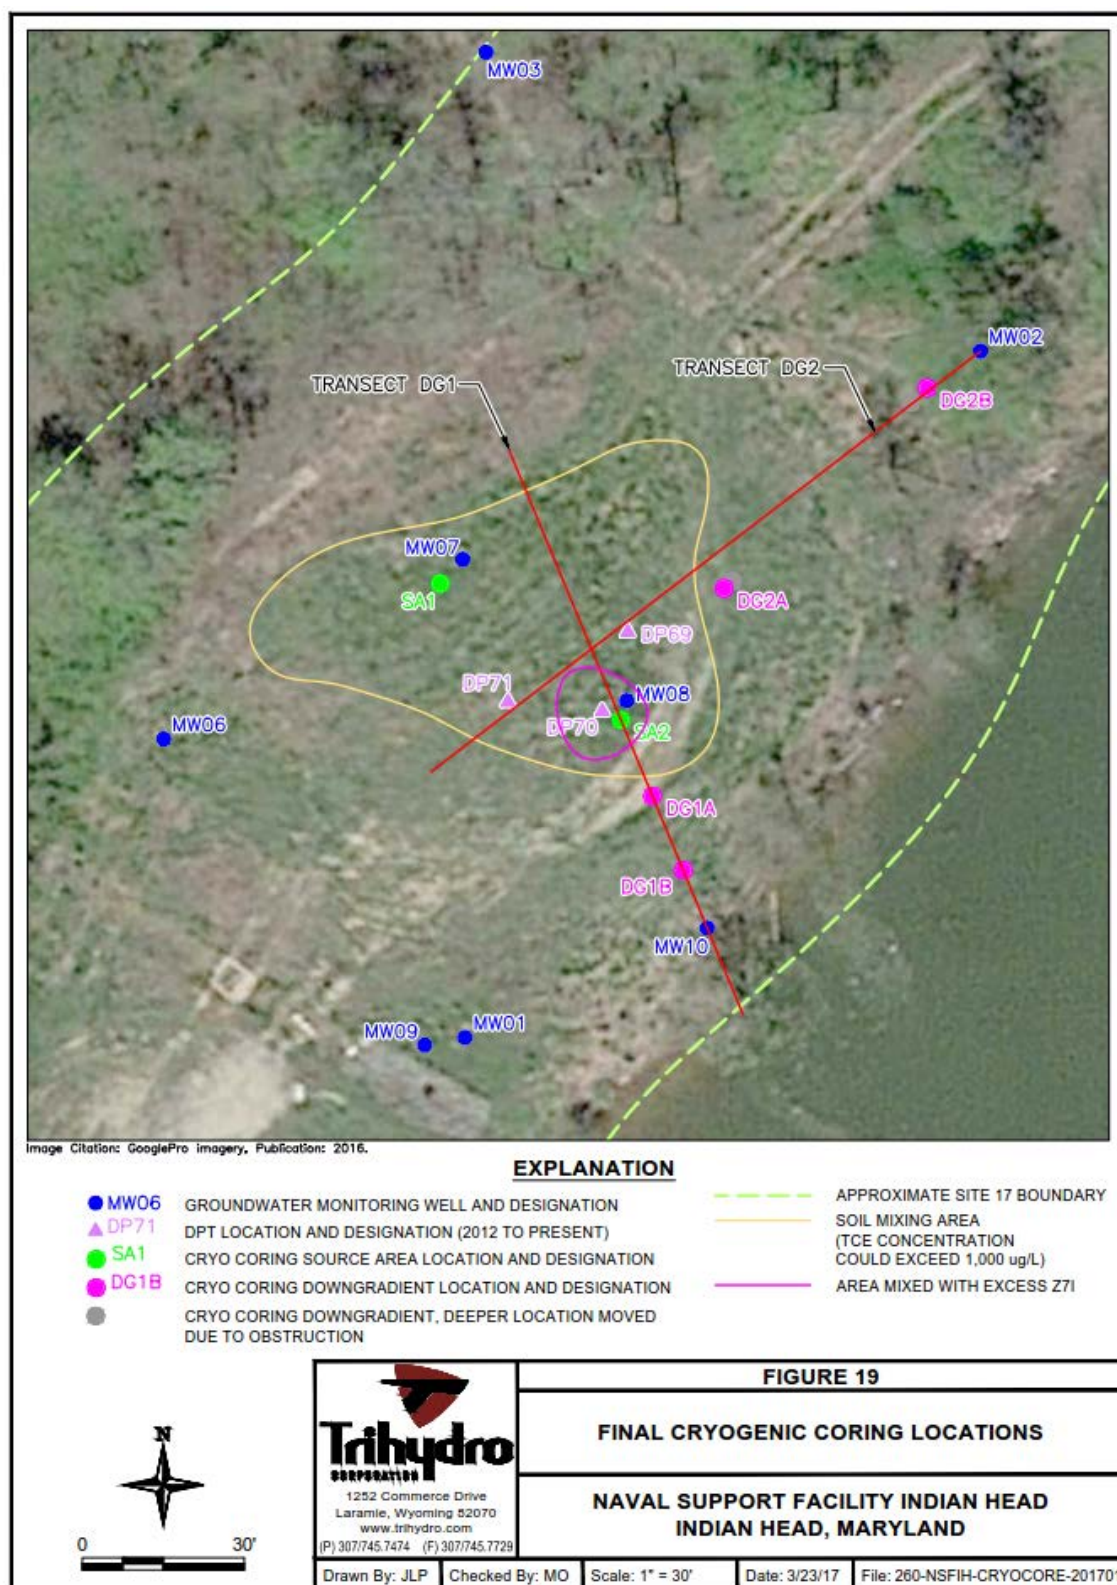 MW03
MW02
TRANSECT DG2
TRANSECT DG1
DG2B
MW07
SA1
DG2A
DP69
DP71
MW08
DP70
SA2
MW06
DG1A
DG1B
MW10
MW01
MW09
Image Citation: GooglePro imagery, Publication: 2016.
EXPLANATION
MW06 GROUNDWATER MONITORING WELL AND DESIGNATION
DP71 DPT LOCATION AND DESIGNATION (2012 TO PRESENT)
SA1 CRYO CORING SOURCE AREA LOCATION AND DESIGNATION
DG1B CRYO CORING DOWNGRADIENT LOCATION AND DESIGNATION
CRYO CORING DOWNGRADIENT, DEEPER LOCATION MOVED
DUE TO OBSTRUCTION
APPROXIMATE SITE 17 BOUNDARY
SOIL MIXING AREA
(TCE CONCENTRATION
COULD EXCEED 1,000 ug/L)
AREA MIXED WITH EXCESS ZVI
N
0 30'
Trihydro
CORPORATION
1252 Commerce Drive
Laramie, Wyoming 82070
www.trihydro.com
(P) 307/745.7474 (F) 307/745.7729
FIGURE 19
FINAL CRYOGENIC CORING LOCATIONS
NAVAL SUPPORT FACILITY INDIAN HEAD
INDIAN HEAD, MARYLAND
Drawn By: JLP Checked By: MO Scale: 1" = 30' Date: 3/23/17 File: 260-NSFIH-CRYOCORE-20170